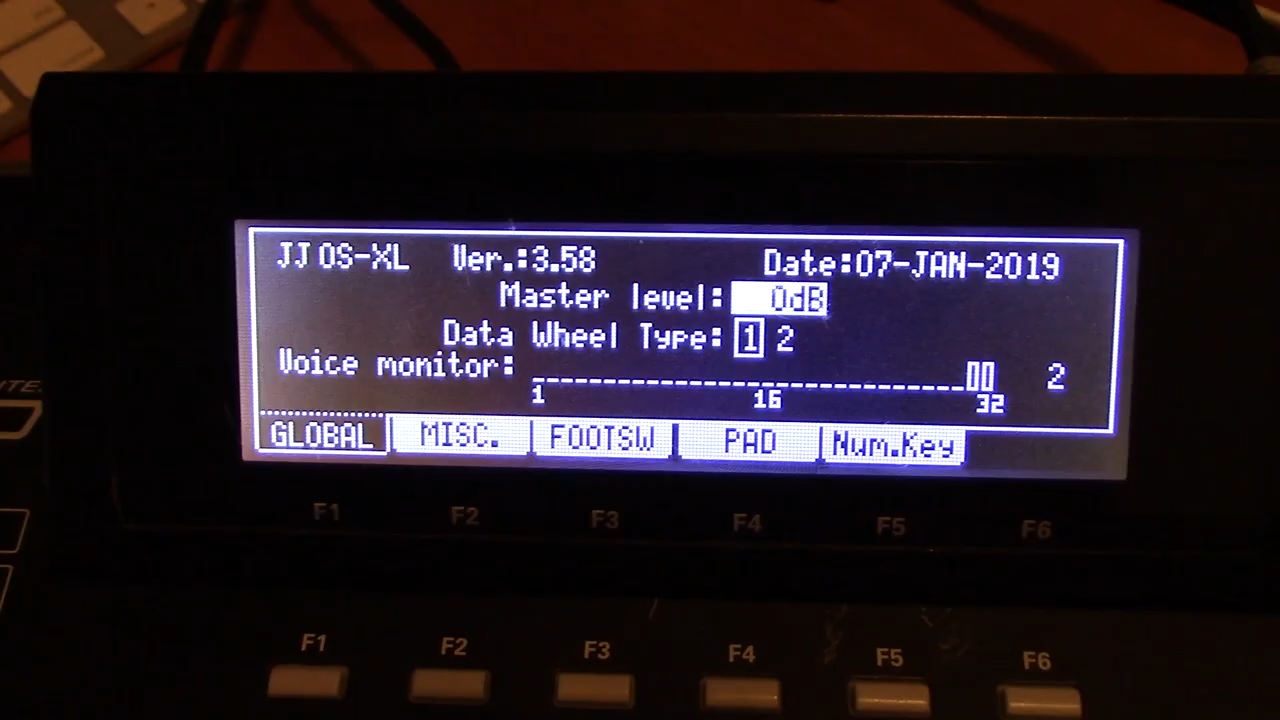 JJ OS-XL Ver.:3.58 Date:07-JAN-2019
Master level: 0dB
Data Wheel Type: 1 2
Voice monitor: 2
1 16 32
GLOBAL MISC. FOOTSW PAD Num.Key
F1 F2 F3 F4 F5 F6
F1 F2 F3 F4 F5 F6